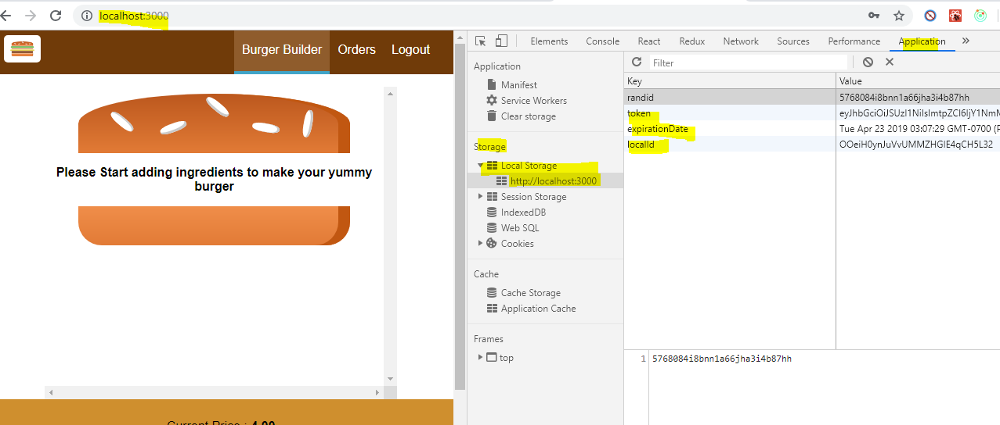 localhost:3000
Burger Builder Orders Logout
Please Start adding ingredients to make your yummy
burger
Current Price : 4.00
Elements Console React Redux Network Sources Performance Application »
Application
Manifest
Service Workers
Clear storage
Storage
Local Storage
http://localhost:3000
Session Storage
IndexedDB
Web SQL
Cookies
Cache
Cache Storage
Application Cache
Frames
top
Filter
Key Value
randid 5768084i8bnn1a66jha3i4b87hh
token eyJhbGciOiJSUzI1NiIsImtpZCI6IjY1NmM
expirationDate Tue Apr 23 2019 03:07:29 GMT-0700 (P
localId OOeiH0ynJuVvUMMZHGIE4qCH5L32
1 5768084i8bnn1a66jha3i4b87hh